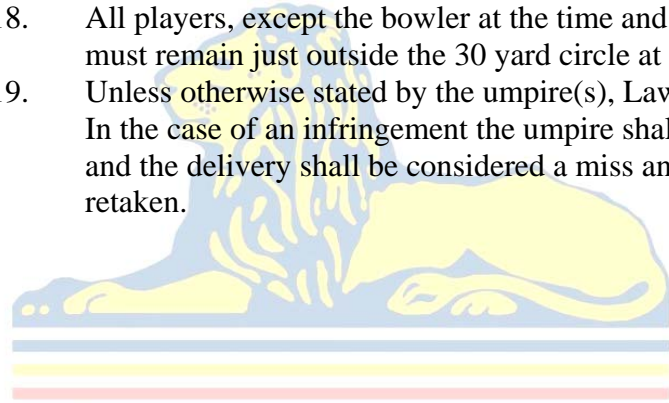 18. All players, except the bowler at the time and
must remain just outside the 30 yard circle at
19. Unless otherwise stated by the umpire(s), Law
In the case of an infringement the umpire shal
and the delivery shall be considered a miss an
retaken.